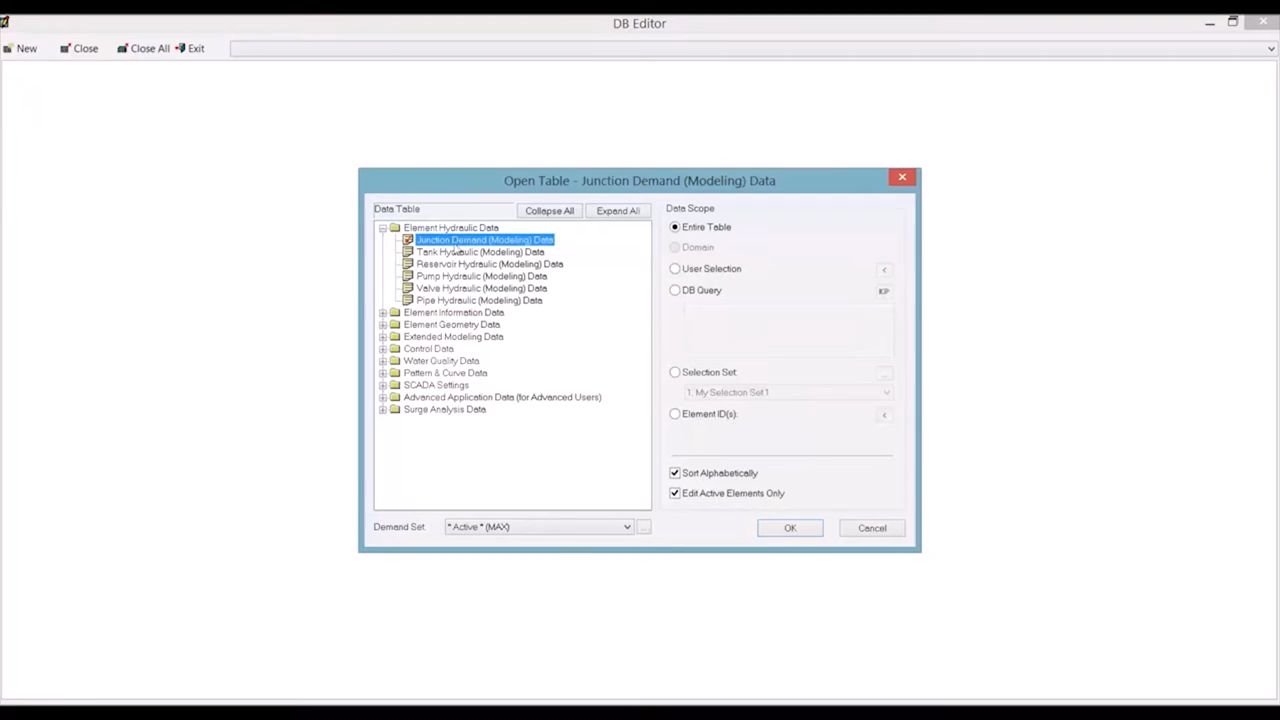 DB Editor
New Close Close All Exit
Open Table - Junction Demand (Modeling) Data
Data Table Collapse All Expand All
Element Hydraulic Data
Junction Demand (Modeling) Data
Tank Hydraulic (Modeling) Data
Reservoir Hydraulic (Modeling) Data
Pump Hydraulic (Modeling) Data
Valve Hydraulic (Modeling) Data
Pipe Hydraulic (Modeling) Data
Element Information Data
Element Geometry Data
Extended Modeling Data
Control Data
Water Quality Data
Pattern & Curve Data
SCADA Settings
Advanced Application Data (for Advanced Users)
Surge Analysis Data
Demand Set: * Active * (MAX) ...
Data Scope
Entire Table
Domain
User Selection <
DB Query
Selection Set: ...
1. My Selection Set 1
Element ID(s): <
Sort Alphabetically
Edit Active Elements Only
OK Cancel